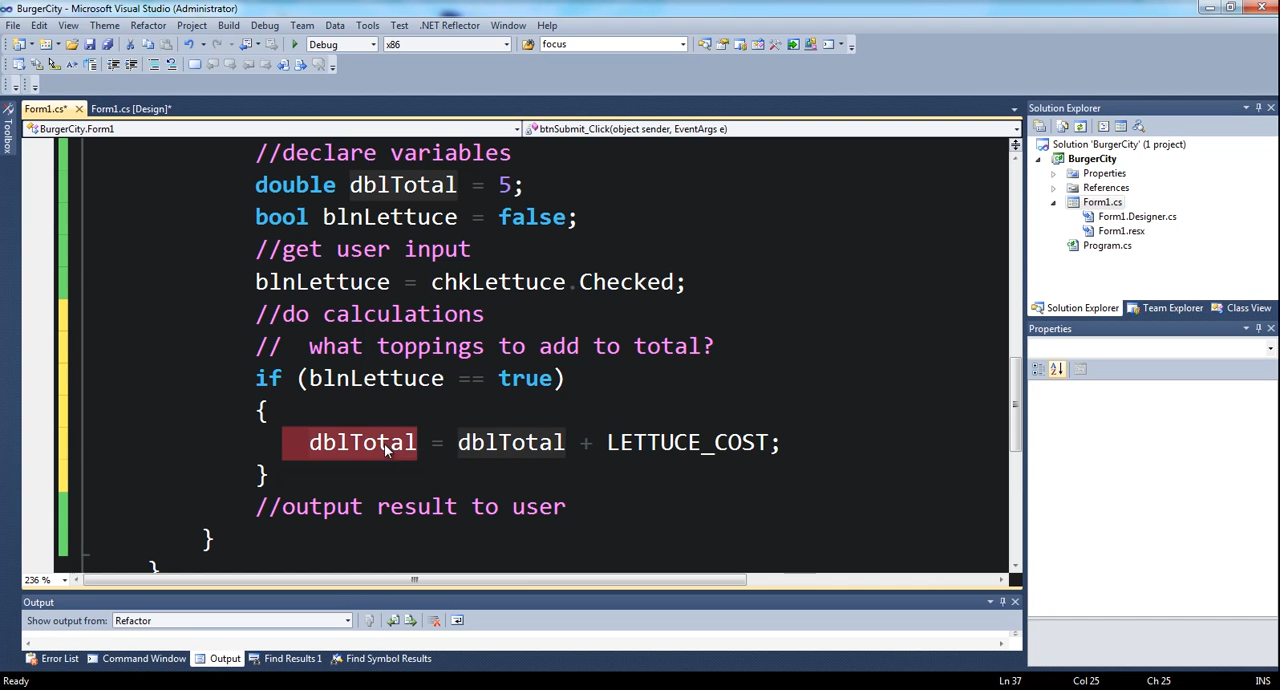 BurgerCity - Microsoft Visual Studio (Administrator)
File Edit View Theme Refactor Project Build Debug Team Data Tools Test .NET Reflector Window Help
Debug x86 focus
Form1.cs* Form1.cs [Design]*
BurgerCity.Form1 btnSubmit_Click(object sender, EventArgs e)
Toolbox
//declare variables
double dblTotal = 5;
bool blnLettuce = false;
//get user input
blnLettuce = chkLettuce.Checked;
//do calculations
// what toppings to add to total?
if (blnLettuce == true)
{
dblTotal = dblTotal + LETTUCE_COST;
}
//output result to user
}
}
236 %
Solution Explorer
Solution 'BurgerCity' (1 project)
BurgerCity
Properties
References
Form1.cs
Form1.Designer.cs
Form1.resx
Program.cs
Solution Explorer Team Explorer Class View
Properties
Output
Show output from: Refactor
Error List Command Window Output Find Results 1 Find Symbol Results
Ready Ln 37 Col 25 Ch 25 INS